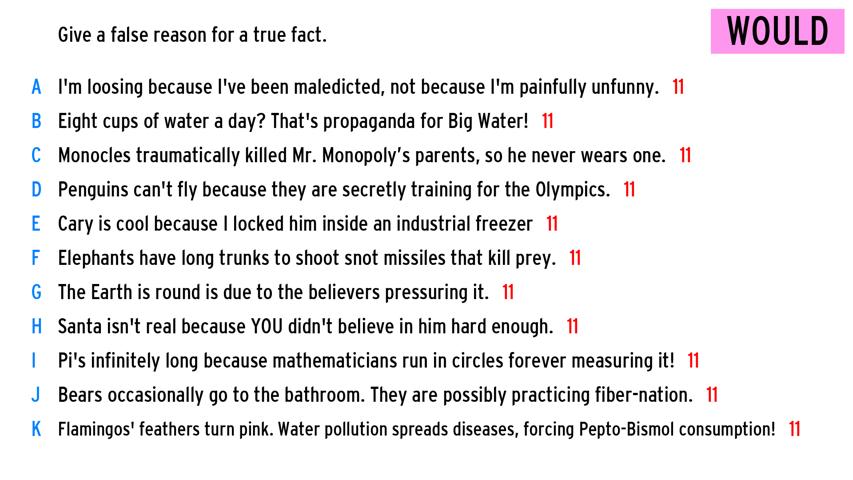 Give a false reason for a true fact.
WOULD
A I'm loosing because I've been maledicted, not because I'm painfully unfunny. 11
B Eight cups of water a day? That's propaganda for Big Water! 11
C Monocles traumatically killed Mr. Monopoly’s parents, so he never wears one. 11
D Penguins can't fly because they are secretly training for the Olympics. 11
E Cary is cool because I locked him inside an industrial freezer 11
F Elephants have long trunks to shoot snot missiles that kill prey. 11
G The Earth is round is due to the believers pressuring it. 11
H Santa isn't real because YOU didn't believe in him hard enough. 11
I Pi's infinitely long because mathematicians run in circles forever measuring it! 11
J Bears occasionally go to the bathroom. They are possibly practicing fiber-nation. 11
K Flamingos' feathers turn pink. Water pollution spreads diseases, forcing Pepto-Bismol consumption! 11